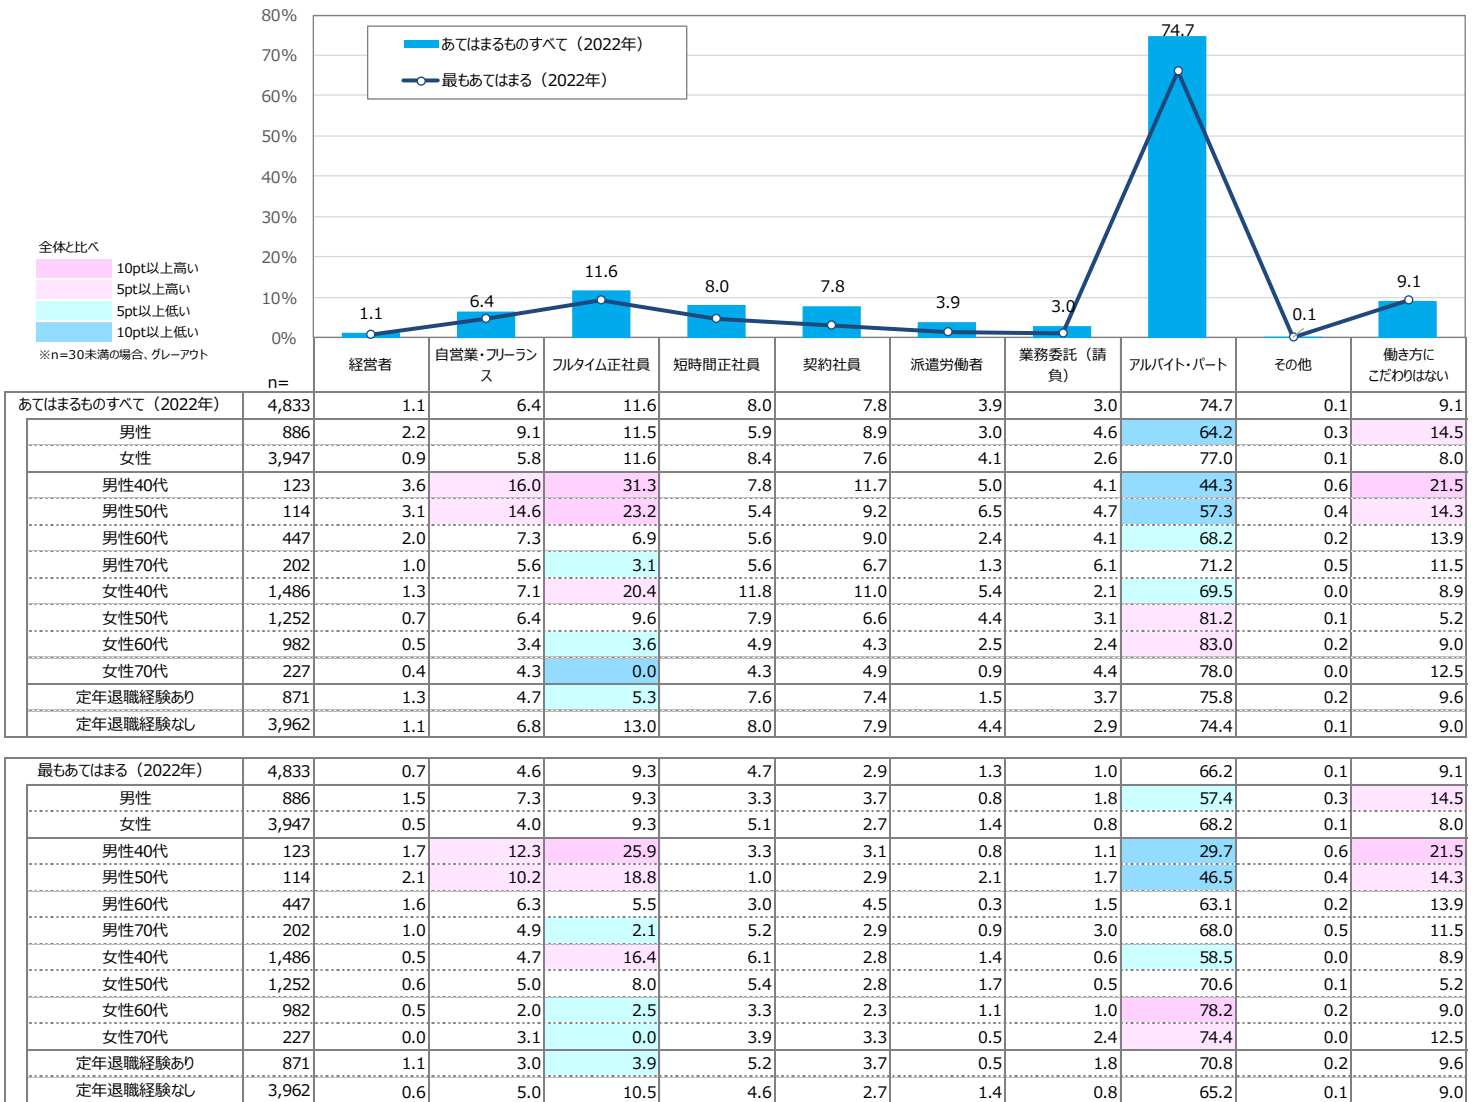 80%
70%
60%
50%
40%
30%
20%
10%
0%
あてはまるものすべて（2022年）
最もあてはまる（2022年）
1.1
6.4
11.6
8.0
7.8
3.9
3.0
74.7
0.1
9.1
全体と比べ
10pt以上高い
5pt以上高い
5pt以上低い
10pt以上低い
※n=30未満の場合、グレーアウト
n= 経営者 自営業・フリーランス フルタイム正社員 短時間正社員 契約社員 派遣労働者 業務委託（請負） アルバイト・パート その他 働き方にこだわりはない
あてはまるものすべて（2022年） 4,833 1.1 6.4 11.6 8.0 7.8 3.9 3.0 74.7 0.1 9.1
男性 886 2.2 9.1 11.5 5.9 8.9 3.0 4.6 64.2 0.3 14.5
女性 3,947 0.9 5.8 11.6 8.4 7.6 4.1 2.6 77.0 0.1 8.0
男性40代 123 3.6 16.0 31.3 7.8 11.7 5.0 4.1 44.3 0.6 21.5
男性50代 114 3.1 14.6 23.2 5.4 9.2 6.5 4.7 57.3 0.4 14.3
男性60代 447 2.0 7.3 6.9 5.6 9.0 2.4 4.1 68.2 0.2 13.9
男性70代 202 1.0 5.6 3.1 5.6 6.7 1.3 6.1 71.2 0.5 11.5
女性40代 1,486 1.3 7.1 20.4 11.8 11.0 5.4 2.1 69.5 0.0 8.9
女性50代 1,252 0.7 6.4 9.6 7.9 6.6 4.4 3.1 81.2 0.1 5.2
女性60代 982 0.5 3.4 3.6 4.9 4.3 2.5 2.4 83.0 0.2 9.0
女性70代 227 0.4 4.3 0.0 4.3 4.9 0.9 4.4 78.0 0.0 12.5
定年退職経験あり 871 1.3 4.7 5.3 7.6 7.4 1.5 3.7 75.8 0.2 9.6
定年退職経験なし 3,962 1.1 6.8 13.0 8.0 7.9 4.4 2.9 74.4 0.1 9.0
最もあてはまる（2022年） 4,833 0.7 4.6 9.3 4.7 2.9 1.3 1.0 66.2 0.1 9.1
男性 886 1.5 7.3 9.3 3.3 3.7 0.8 1.8 57.4 0.3 14.5
女性 3,947 0.5 4.0 9.3 5.1 2.7 1.4 0.8 68.2 0.1 8.0
男性40代 123 1.7 12.3 25.9 3.3 3.1 0.8 1.1 29.7 0.6 21.5
男性50代 114 2.1 10.2 18.8 1.0 2.9 2.1 1.7 46.5 0.4 14.3
男性60代 447 1.6 6.3 5.5 3.0 4.5 0.3 1.5 63.1 0.2 13.9
男性70代 202 1.0 4.9 2.1 5.2 2.9 0.9 3.0 68.0 0.5 11.5
女性40代 1,486 0.5 4.7 16.4 6.1 2.8 1.4 0.6 58.5 0.0 8.9
女性50代 1,252 0.6 5.0 8.0 5.4 2.8 1.7 0.5 70.6 0.1 5.2
女性60代 982 0.5 2.0 2.5 3.3 2.3 1.1 1.0 78.2 0.2 9.0
女性70代 227 0.0 3.1 0.0 3.9 3.3 0.5 2.4 74.4 0.0 12.5
定年退職経験あり 871 1.1 3.0 3.9 5.2 3.7 0.5 1.8 70.8 0.2 9.6
定年退職経験なし 3,962 0.6 5.0 10.5 4.6 2.7 1.4 0.8 65.2 0.1 9.0